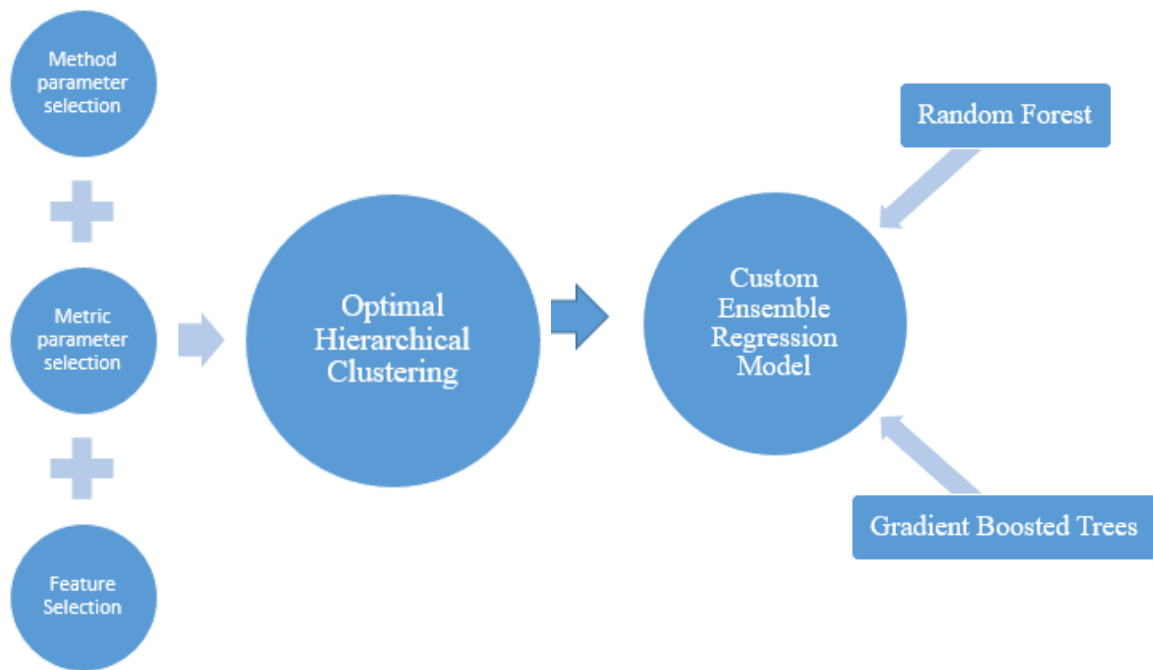 Method
parameter
selection
Metric
parameter
selection
Feature
Selection
Optimal
Hierarchical
Clustering
Custom
Ensemble
Regression
Model
Random Forest
Gradient Boosted Trees